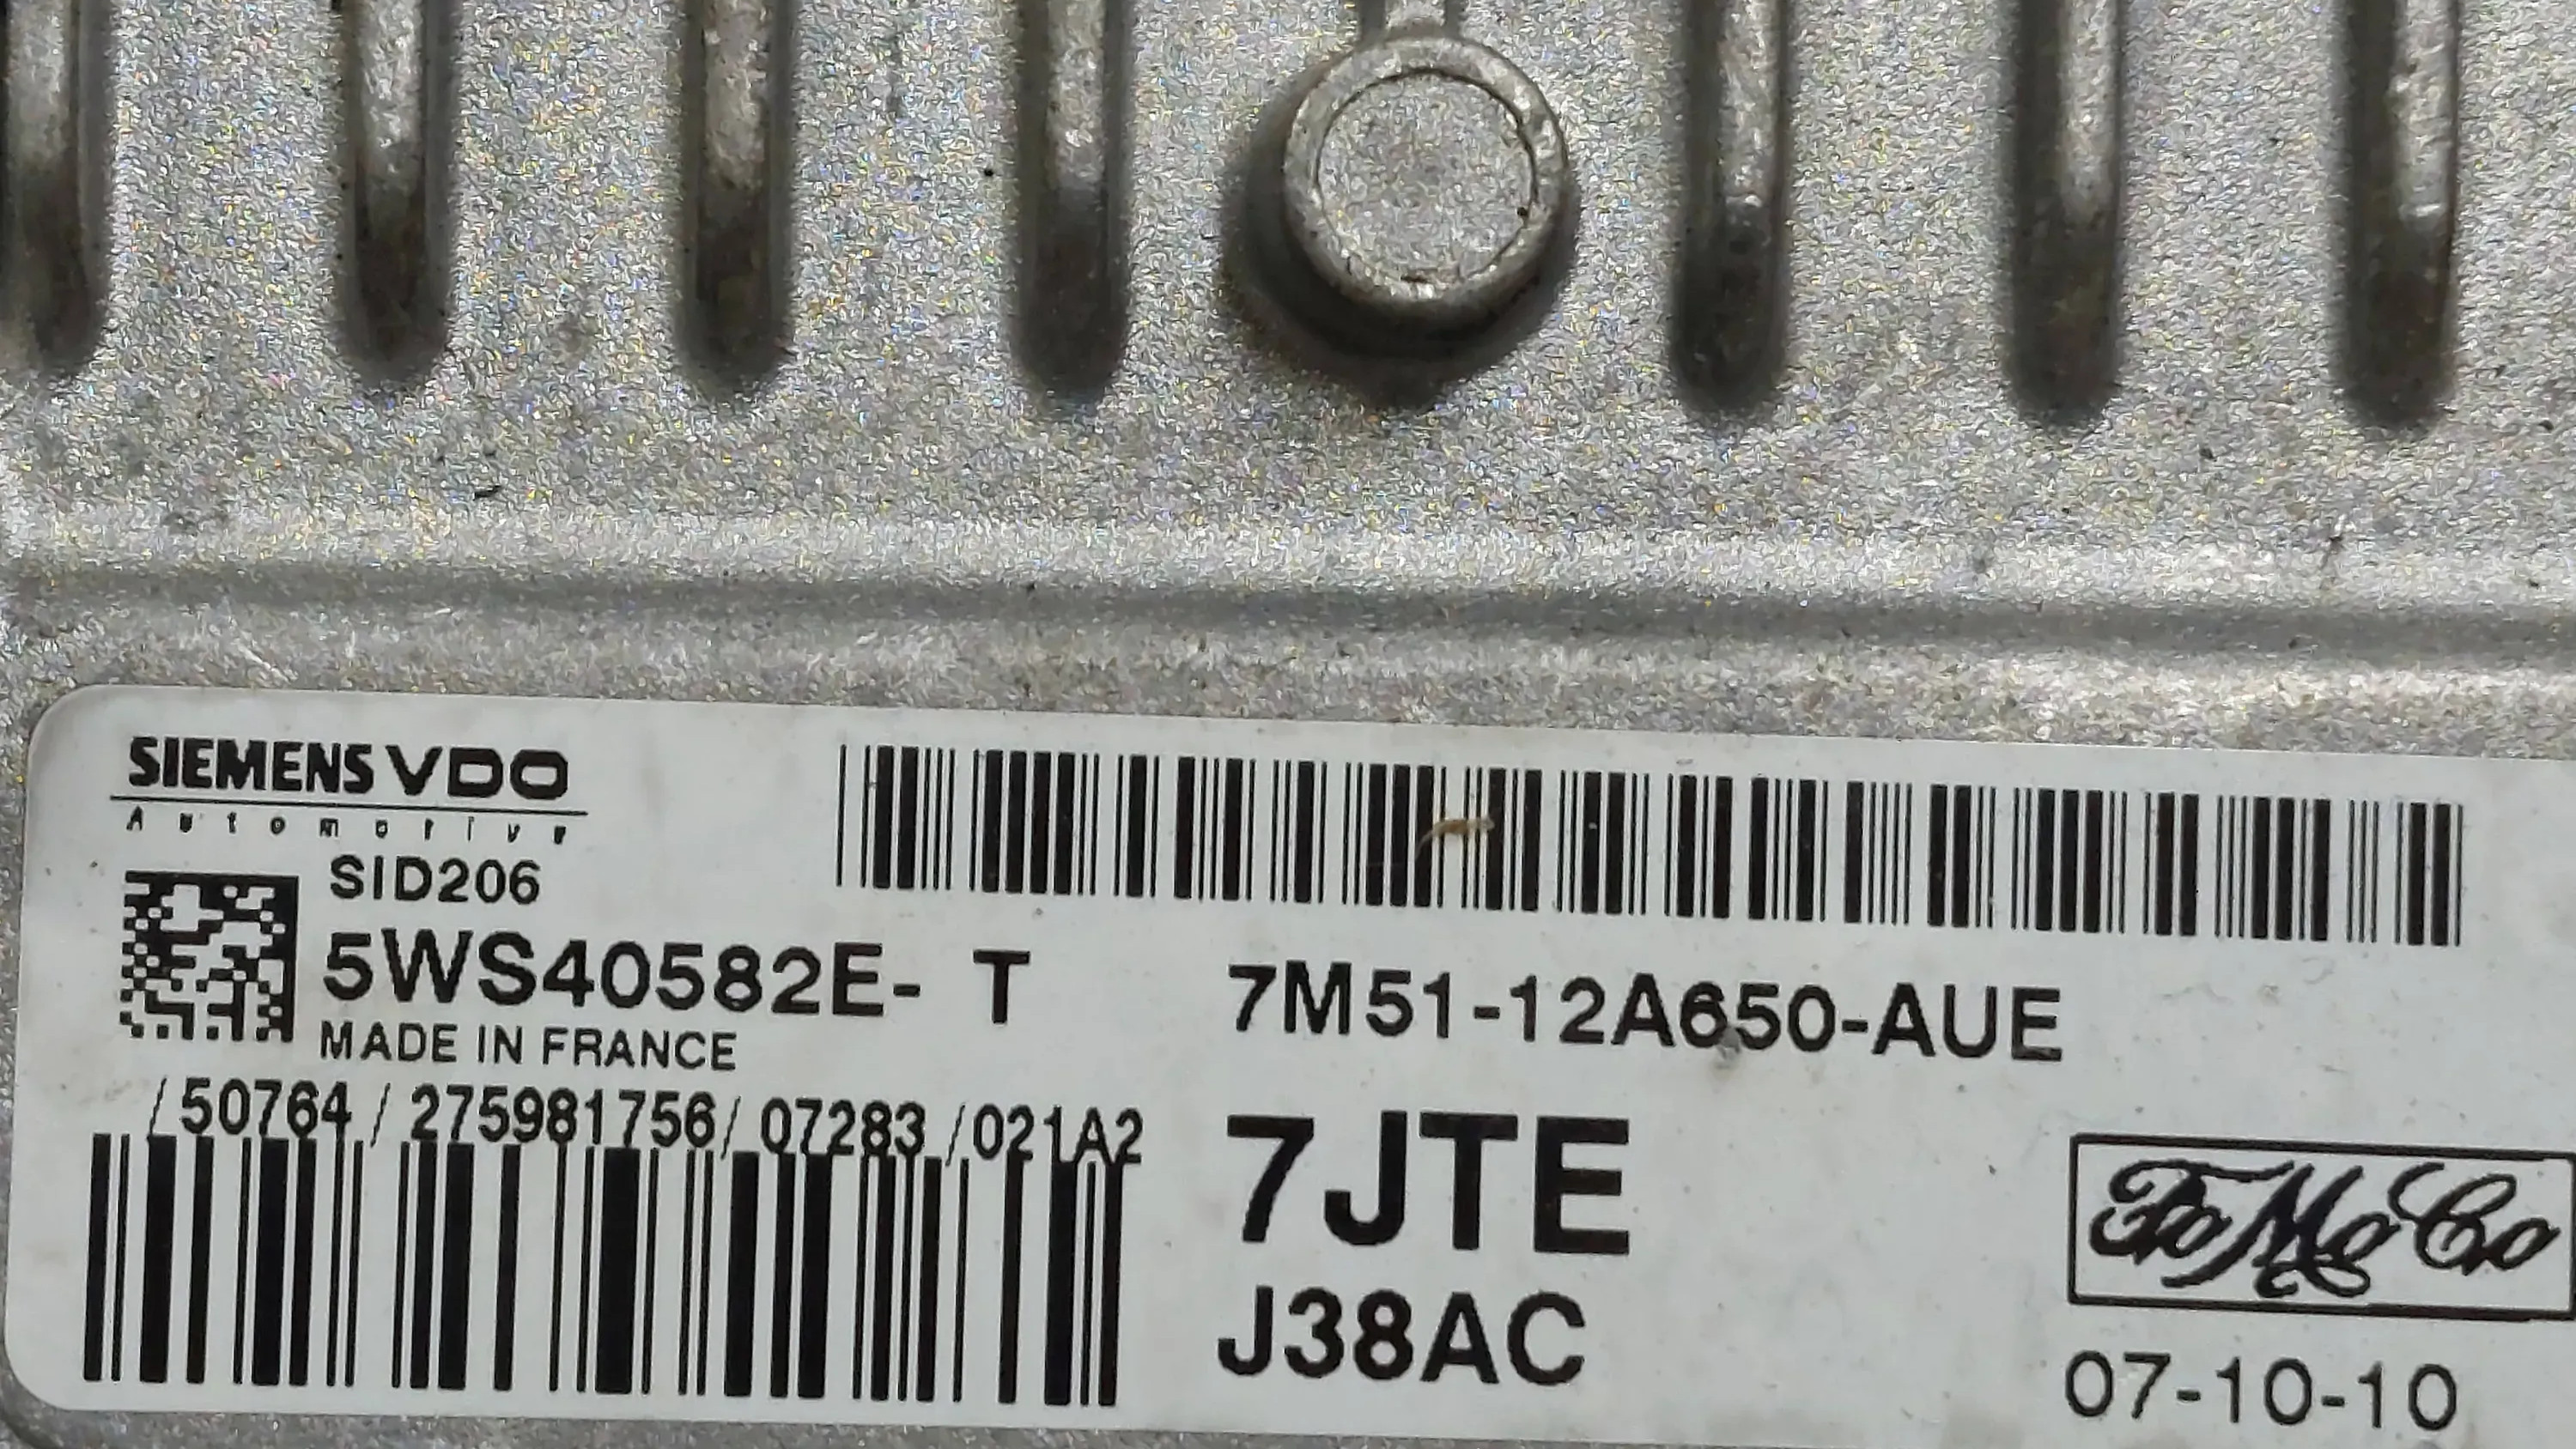 SIEMENS VDO
Automotive
SID206
5WS40582E- T
MADE IN FRANCE
/ 50764 / 275981756 / 07283 / 021A2
7M51-12A650-AUE
7JTE
J38AC
FoMoCo
07-10-10